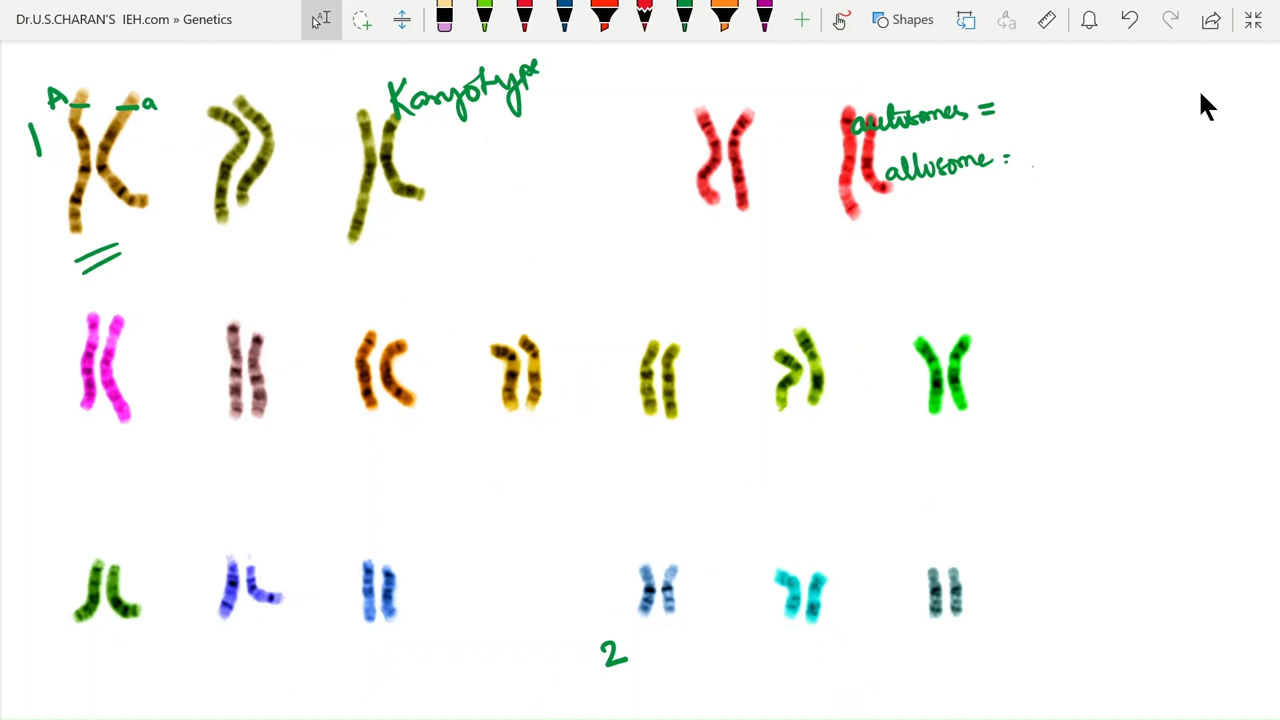 Dr.U.S.CHARAN'S IEH.com » Genetics
Shapes
Karyotype
A a
1
autosomes =
allosome =
2